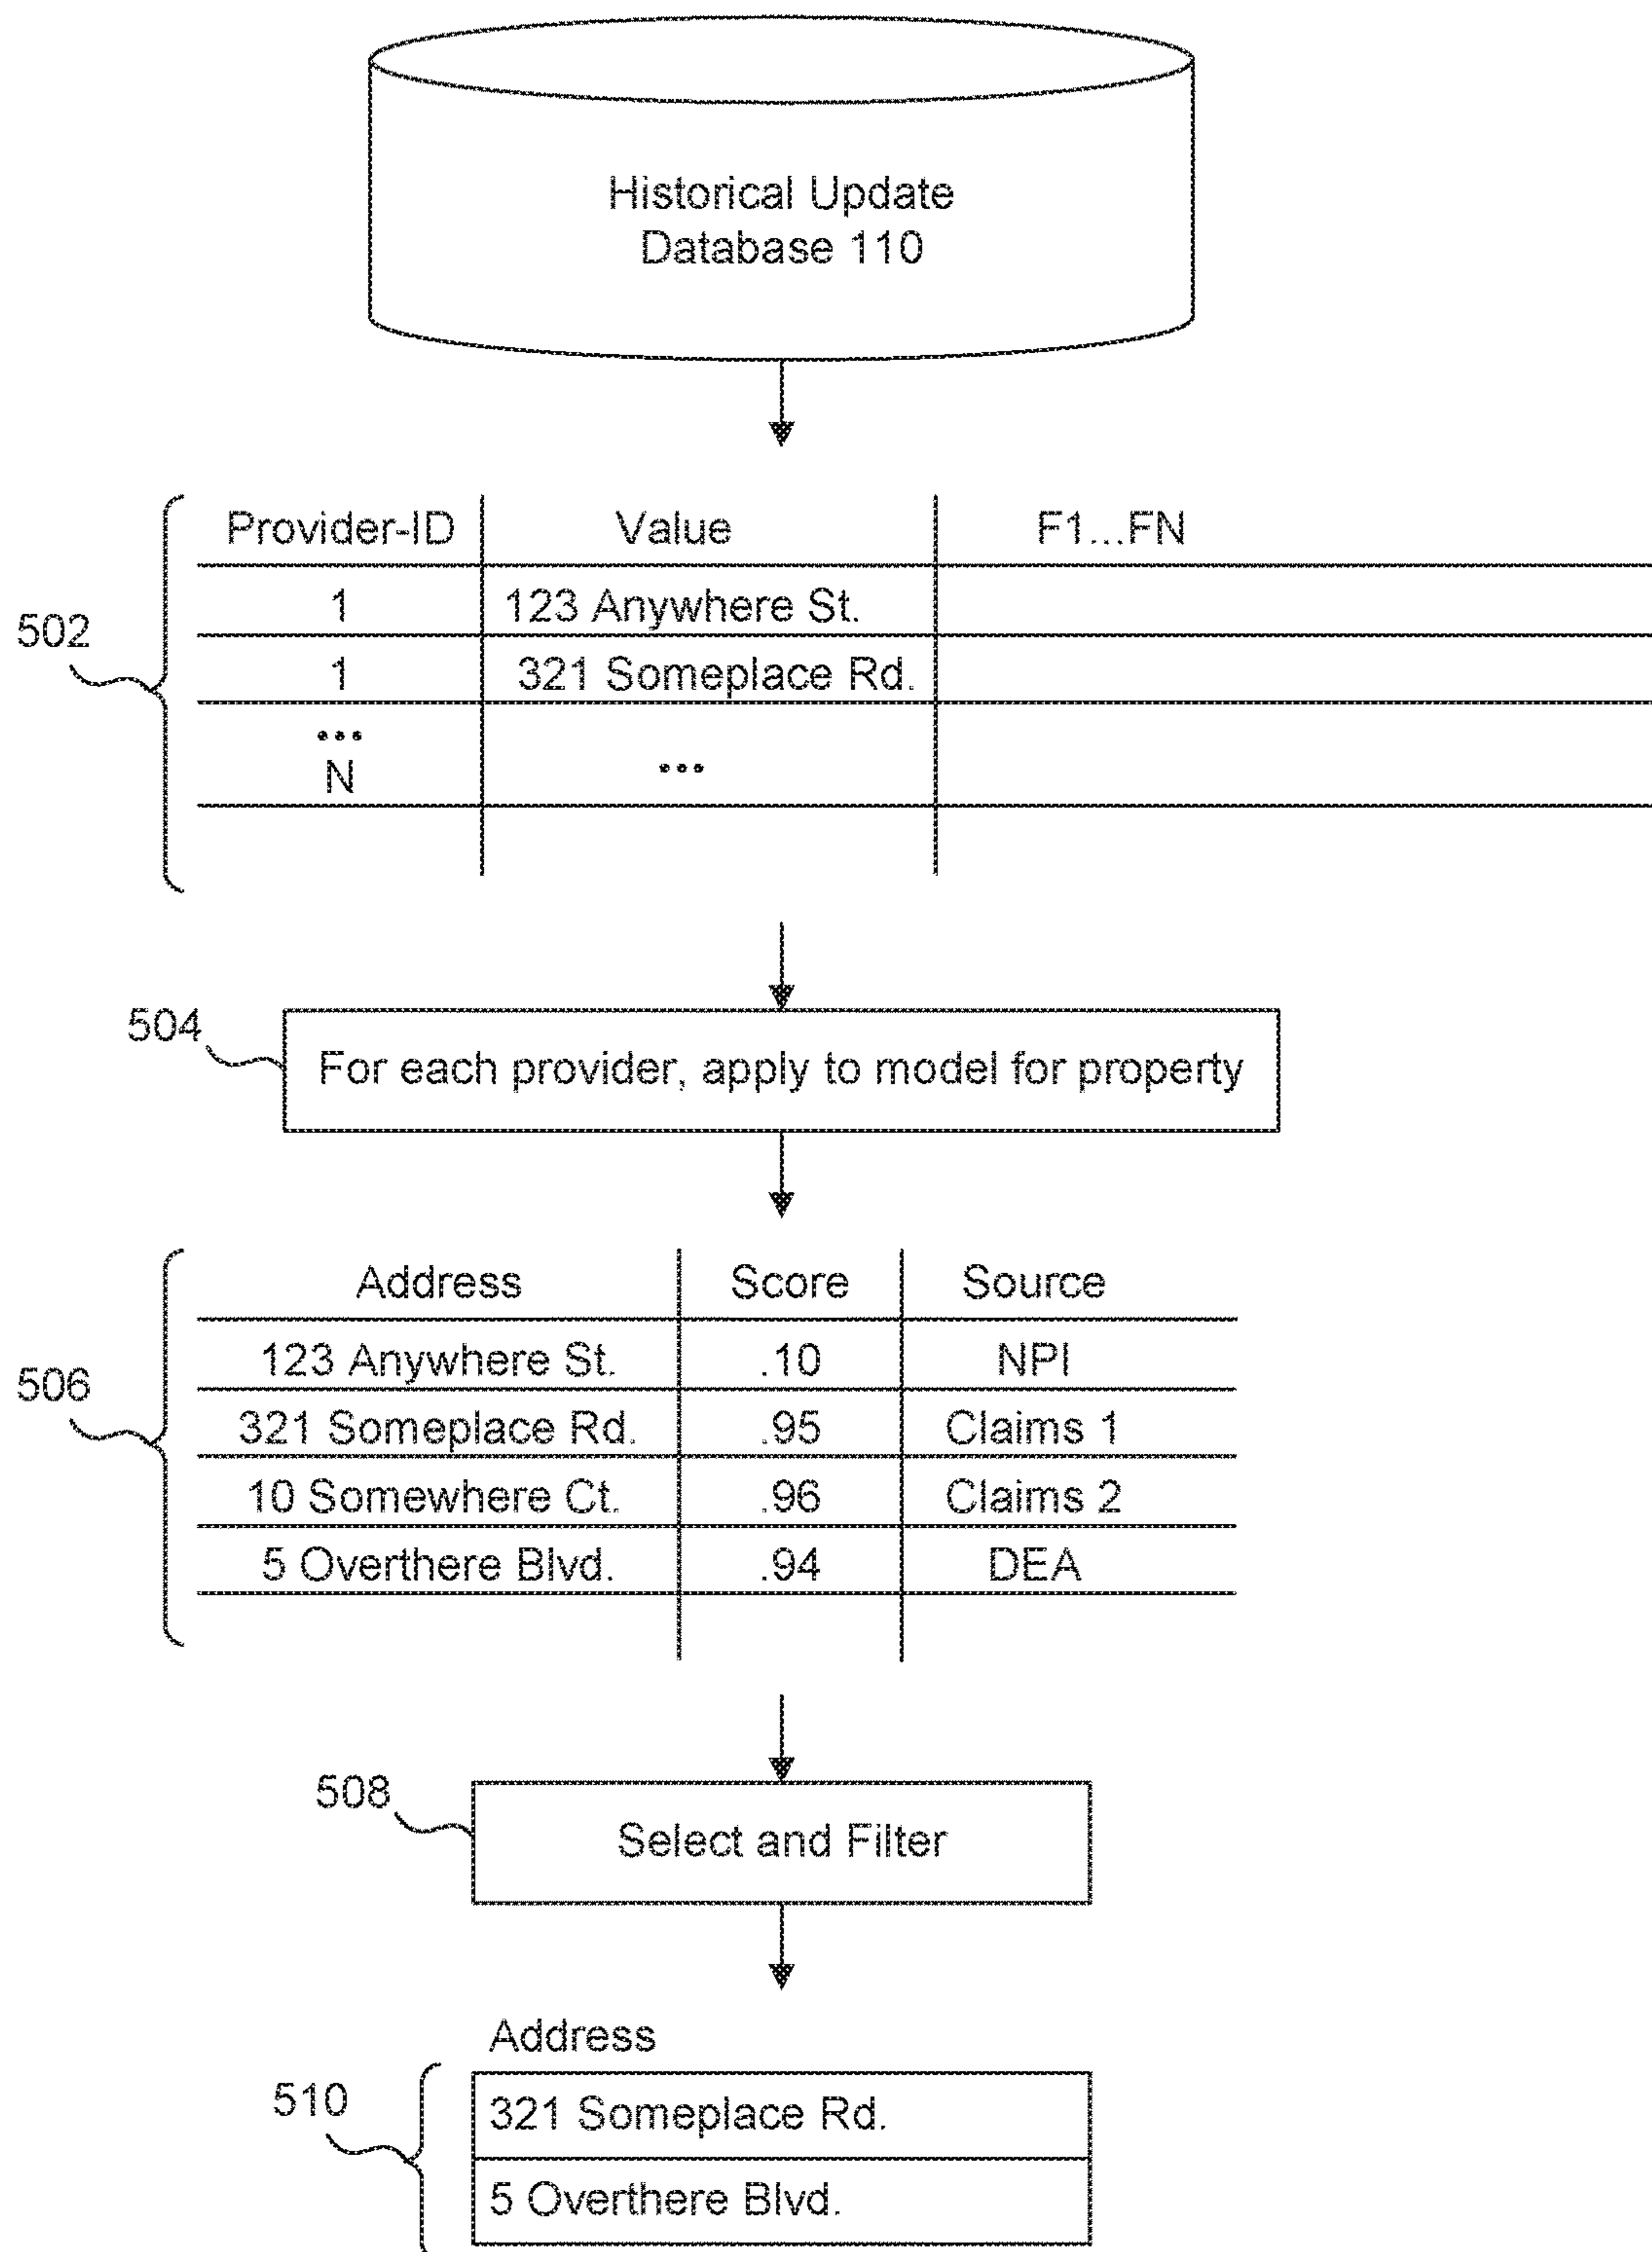 Historical Update
Database 110
502
Provider-ID Value F1...FN
1 123 Anywhere St.
1 321 Someplace Rd.
...
N ...
504
For each provider, apply to model for property
506
Address Score Source
123 Anywhere St. .10 NPI
321 Someplace Rd. .95 Claims 1
10 Somewhere Ct. .96 Claims 2
5 Overthere Blvd. .94 DEA
508
Select and Filter
510
Address
321 Someplace Rd.
5 Overthere Blvd.